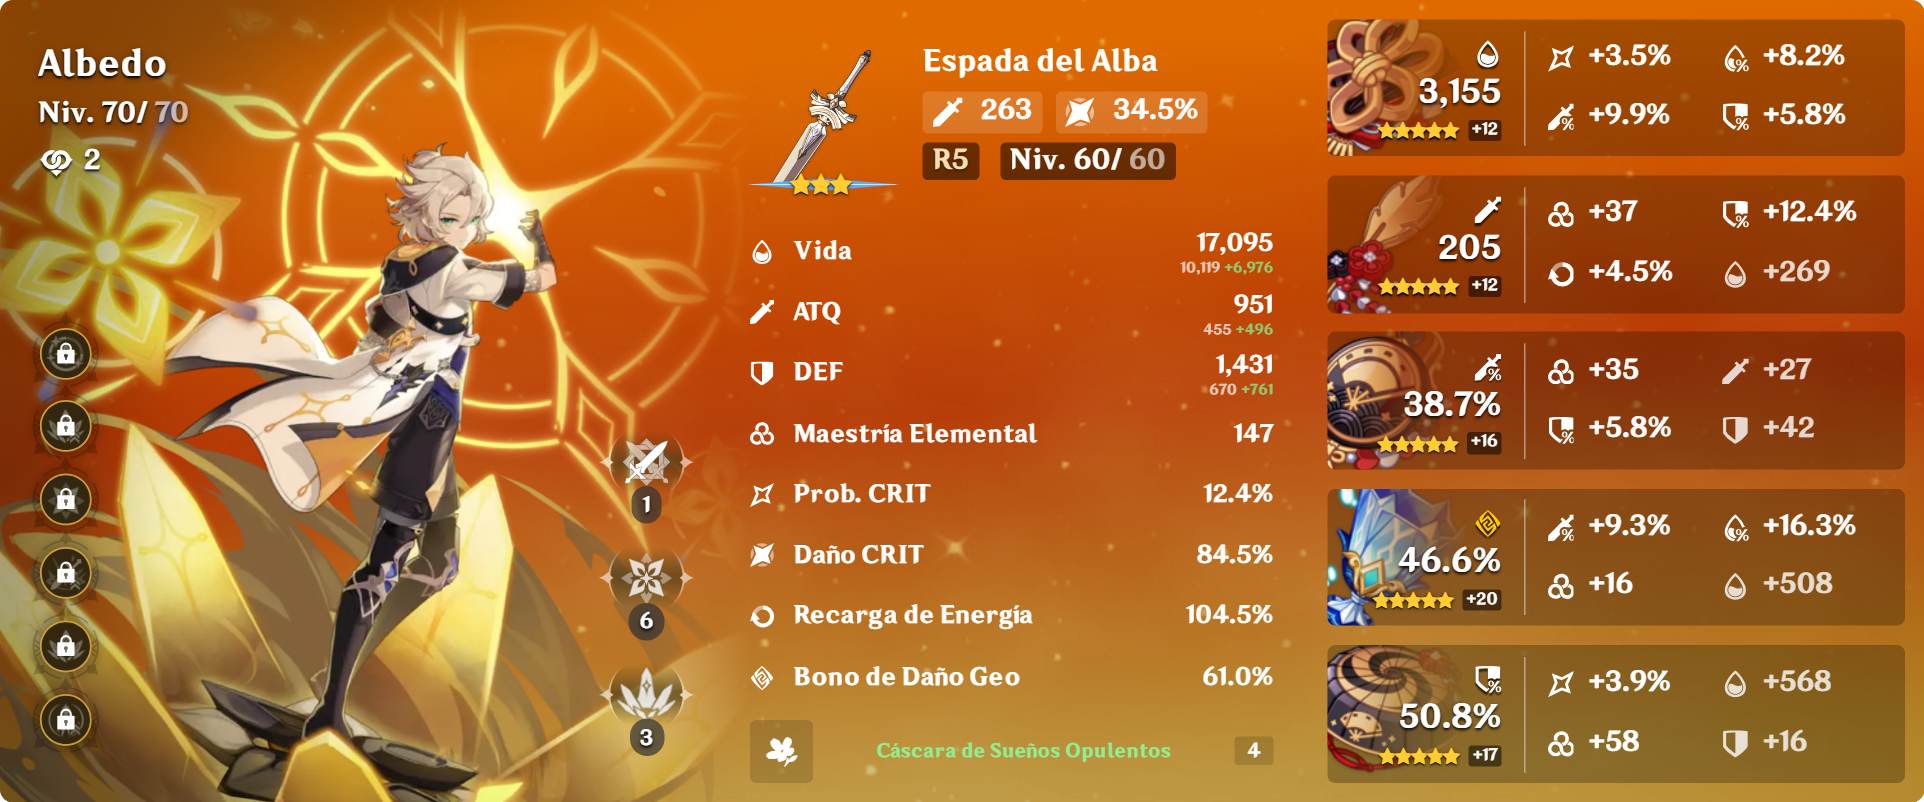 Albedo
Niv. 70/ 70
2
1
6
3
Espada del Alba
263 34.5%
R5 Niv. 60/ 60
Vida 17,095
10,119 +6,976
ATQ 951
455 +496
DEF 1,431
670 +761
Maestría Elemental 147
Prob. CRIT 12.4%
Daño CRIT 84.5%
Recarga de Energía 104.5%
Bono de Daño Geo 61.0%
Cáscara de Sueños Opulentos 4
3,155
+12
+3.5% +8.2%
+9.9% +5.8%
205
+12
+37 +12.4%
+4.5% +269
38.7%
+16
+35 +27
+5.8% +42
46.6%
+20
+9.3% +16.3%
+16 +508
50.8%
+17
+3.9% +568
+58 +16